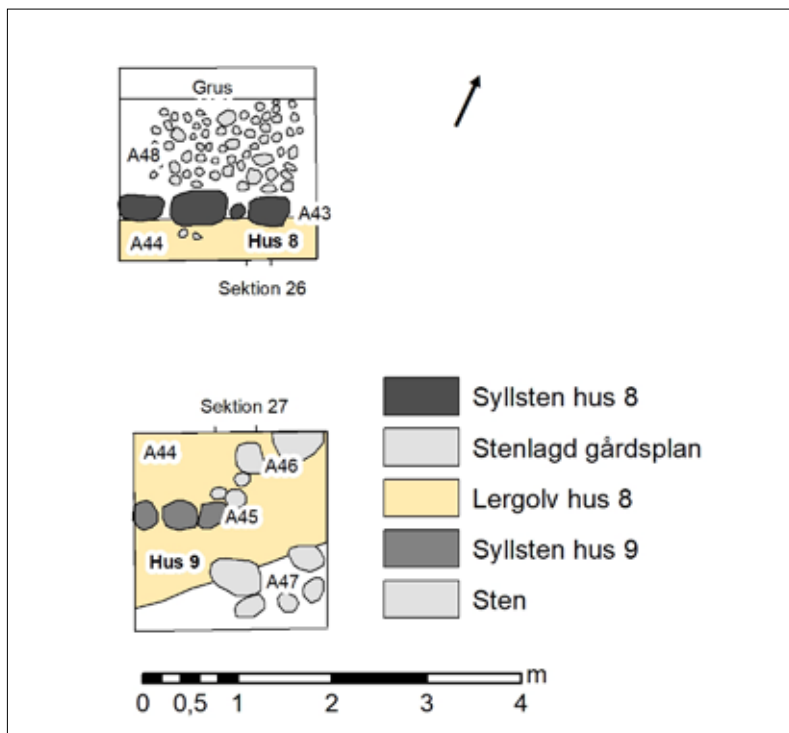 Grus
A48
A43
A44
Hus 8
Sektion 26
Sektion 27
A44
A46
A45
Hus 9
A47
Syllsten hus 8
Stenlagd gårdsplan
Lergolv hus 8
Syllsten hus 9
Sten
m
0 0,5 1 2 3 4